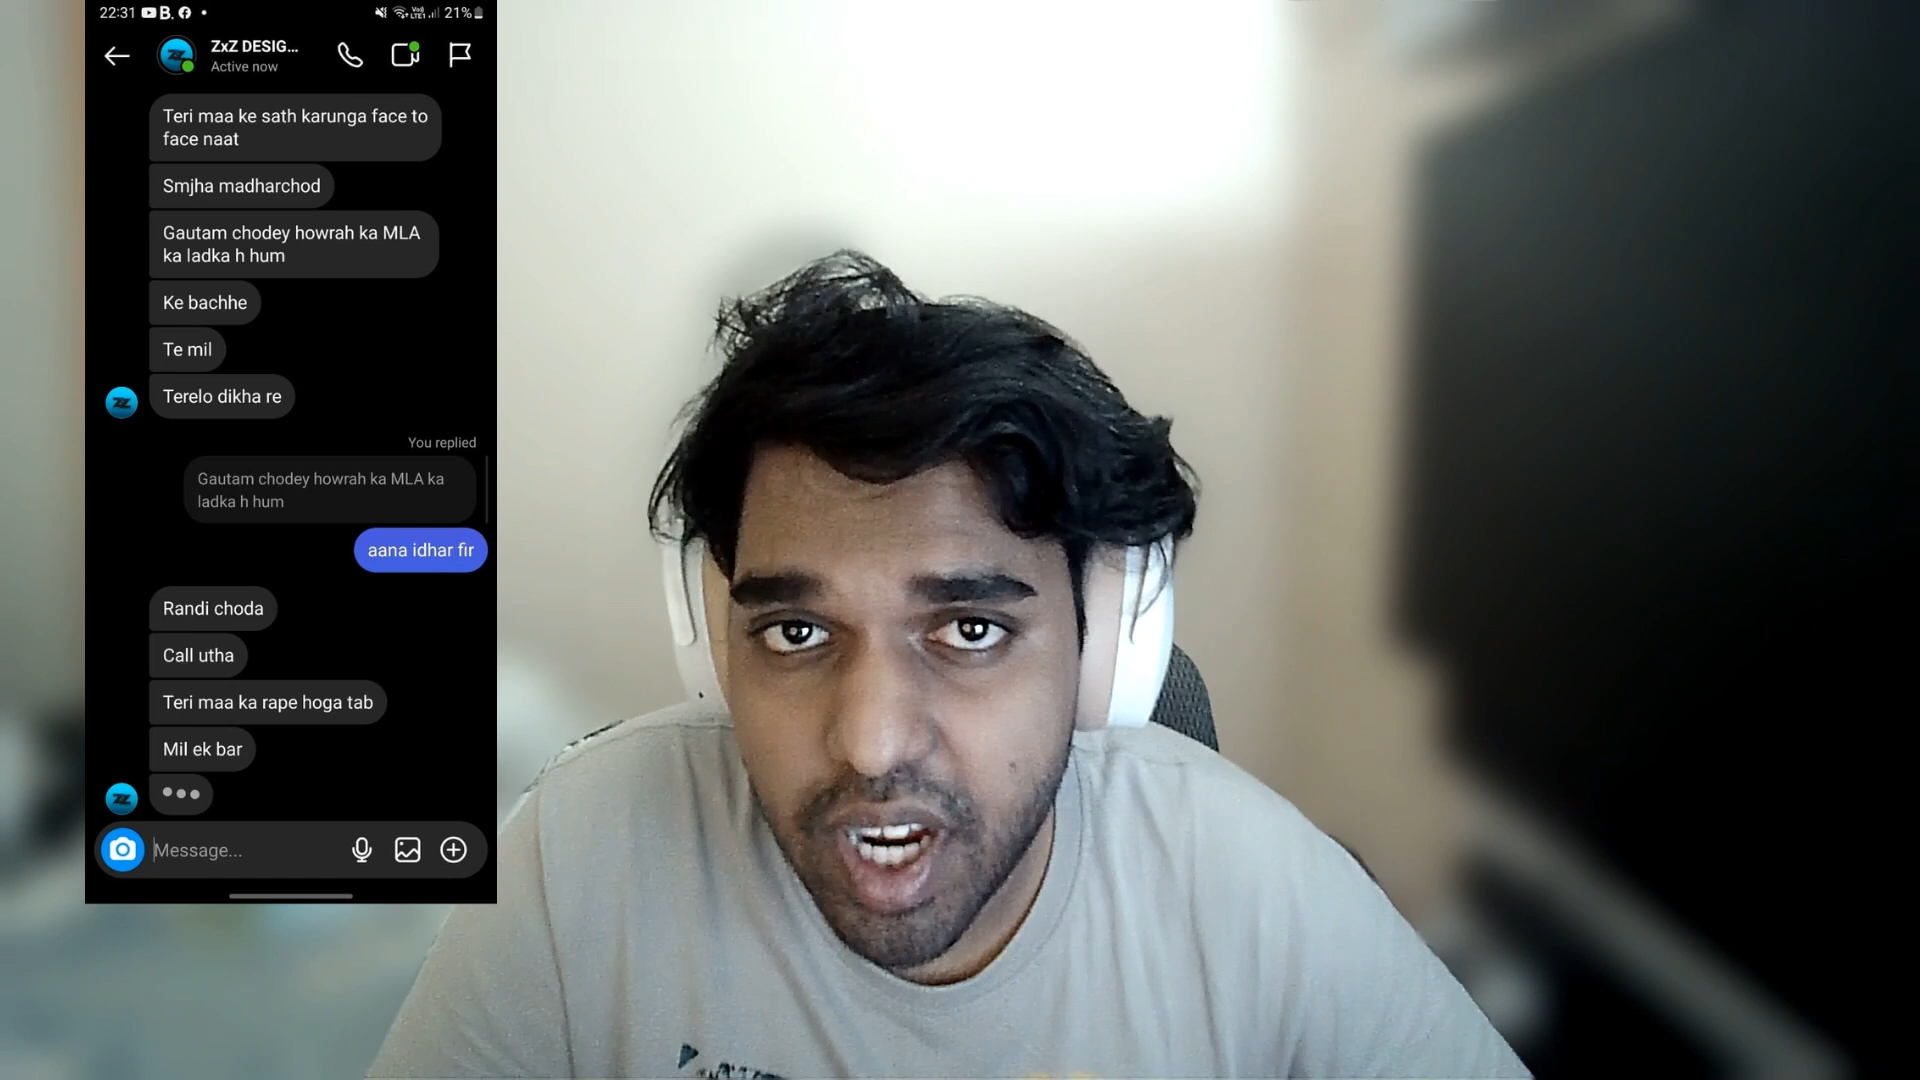 22:31 B. 21%
ZxZ DESIG...
Active now
Teri maa ke sath karunga face to
face naat
Smjha madharchod
Gautam chodey howrah ka MLA
ka ladka h hum
Ke bachhe
Te mil
Terelo dikha re
You replied
Gautam chodey howrah ka MLA ka
ladka h hum
aana idhar fir
Randi choda
Call utha
Teri maa ka rape hoga tab
Mil ek bar
Message...